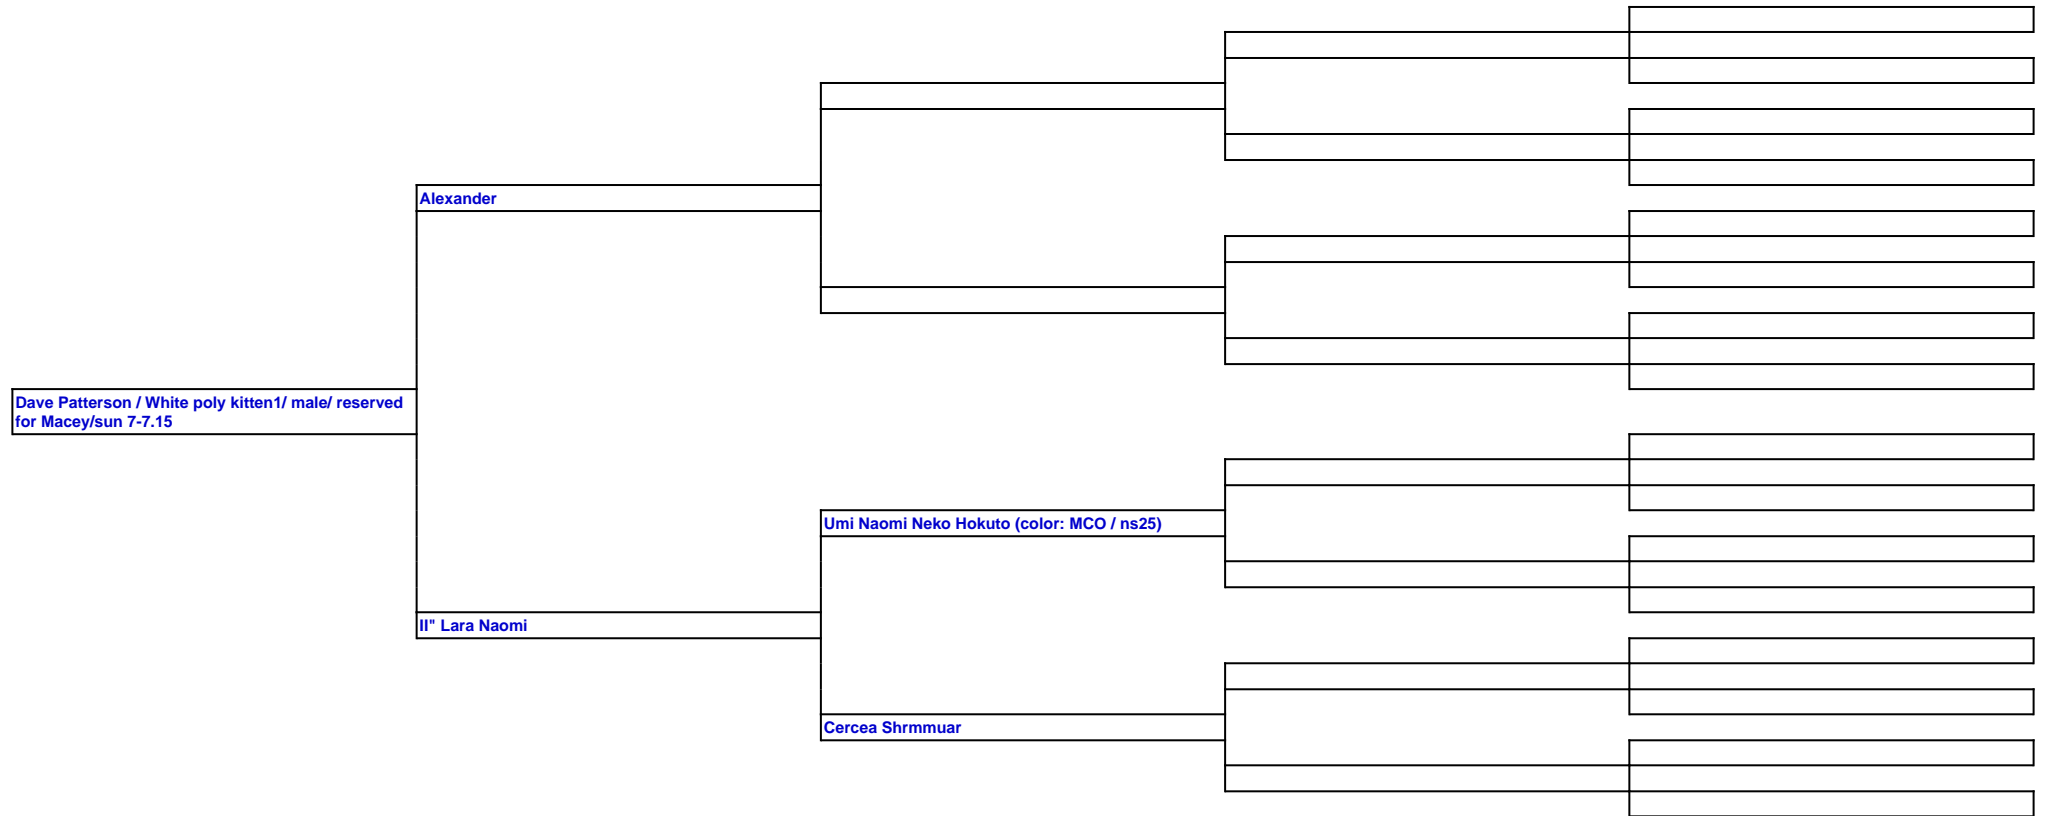 Alexander
Dave Patterson / White poly kitten1/ male/ reserved
for Macey/sun 7-7.15
Umi Naomi Neko Hokuto (color: MCO / ns25)
II" Lara Naomi
Cercea Shrmmuar